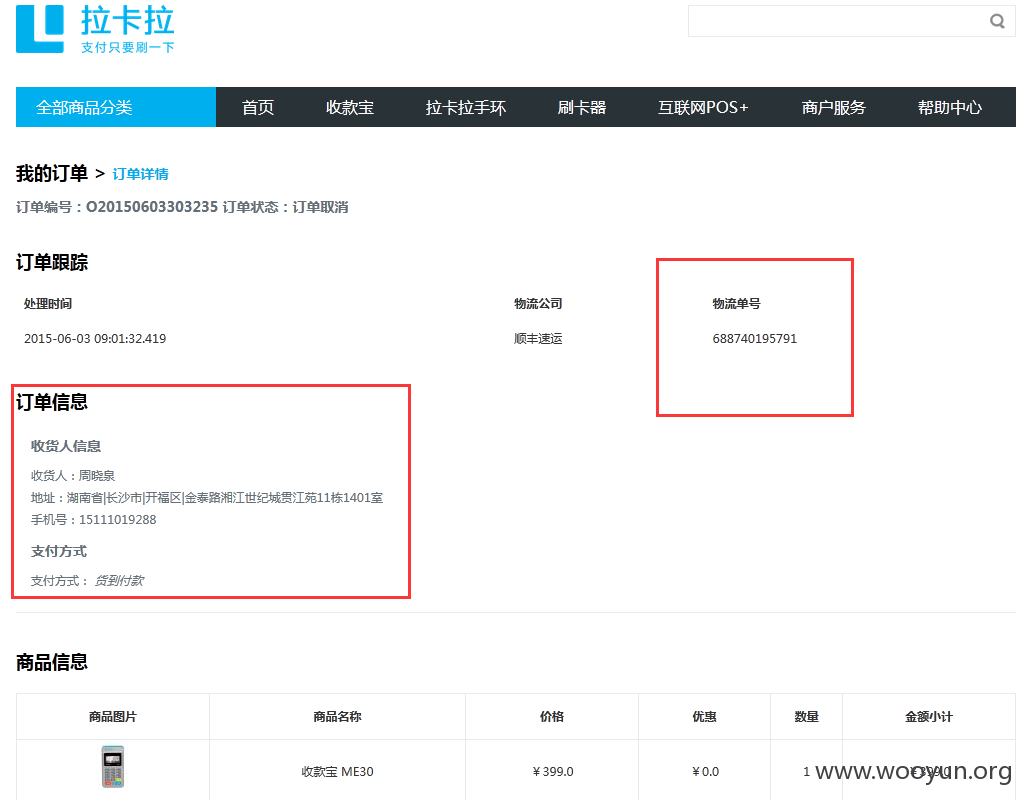 拉卡拉
支付只要刷一下
全部商品分类 首页 收款宝 拉卡拉手环 刷卡器 互联网POS+ 商户服务 帮助中心
我的订单 > 订单详情
订单编号：O20150603303235 订单状态：订单取消
订单跟踪
处理时间 物流公司 物流单号
2015-06-03 09:01:32.419 顺丰速运 688740195791
订单信息
收货人信息
收货人：周晓泉
地址：湖南省|长沙市|开福区|金泰路湘江世纪城贯江苑11栋1401室
手机号：15111019288
支付方式
支付方式： 货到付款
商品信息
商品图片 商品名称 价格 优惠 数量 金额小计
收款宝 ME30 ￥399.0 ￥0.0 1 ￥399.0
www.wooyun.org